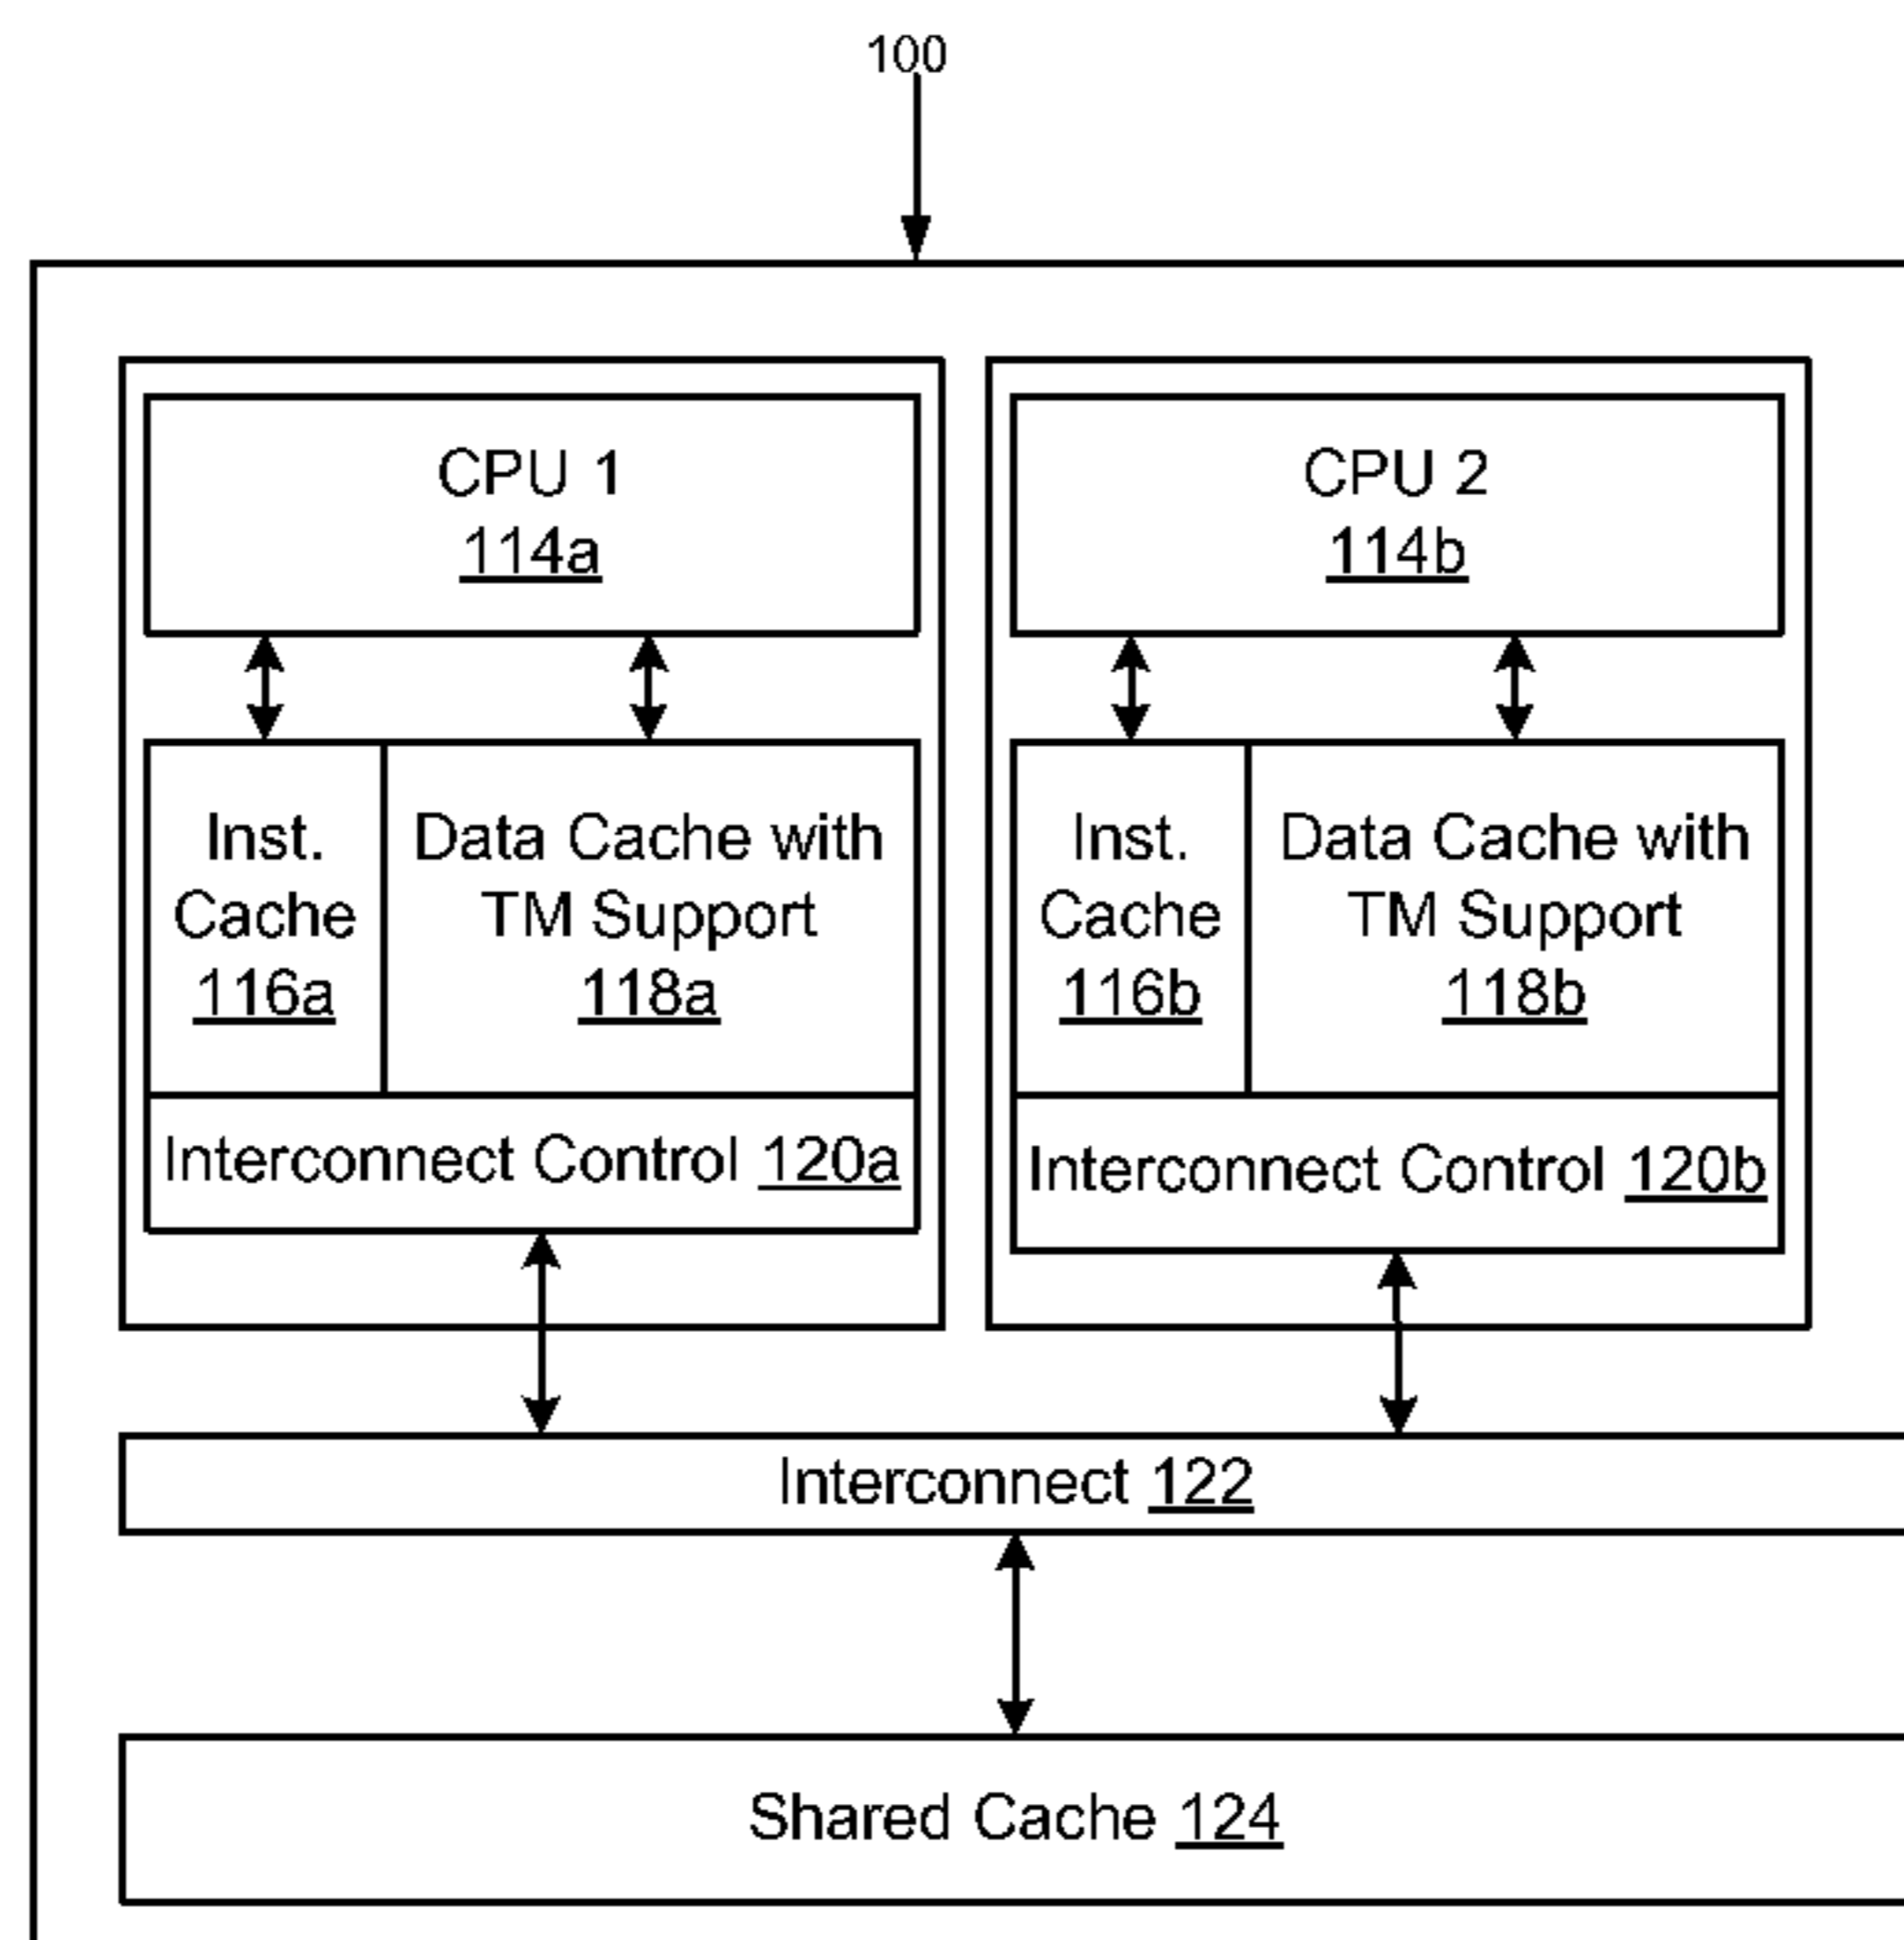 100
CPU 1
114a
CPU 2
114b
Inst.
Cache
116a
Data Cache with
TM Support
118a
Inst.
Cache
116b
Data Cache with
TM Support
118b
Interconnect Control 120a
Interconnect Control 120b
Interconnect 122
Shared Cache 124